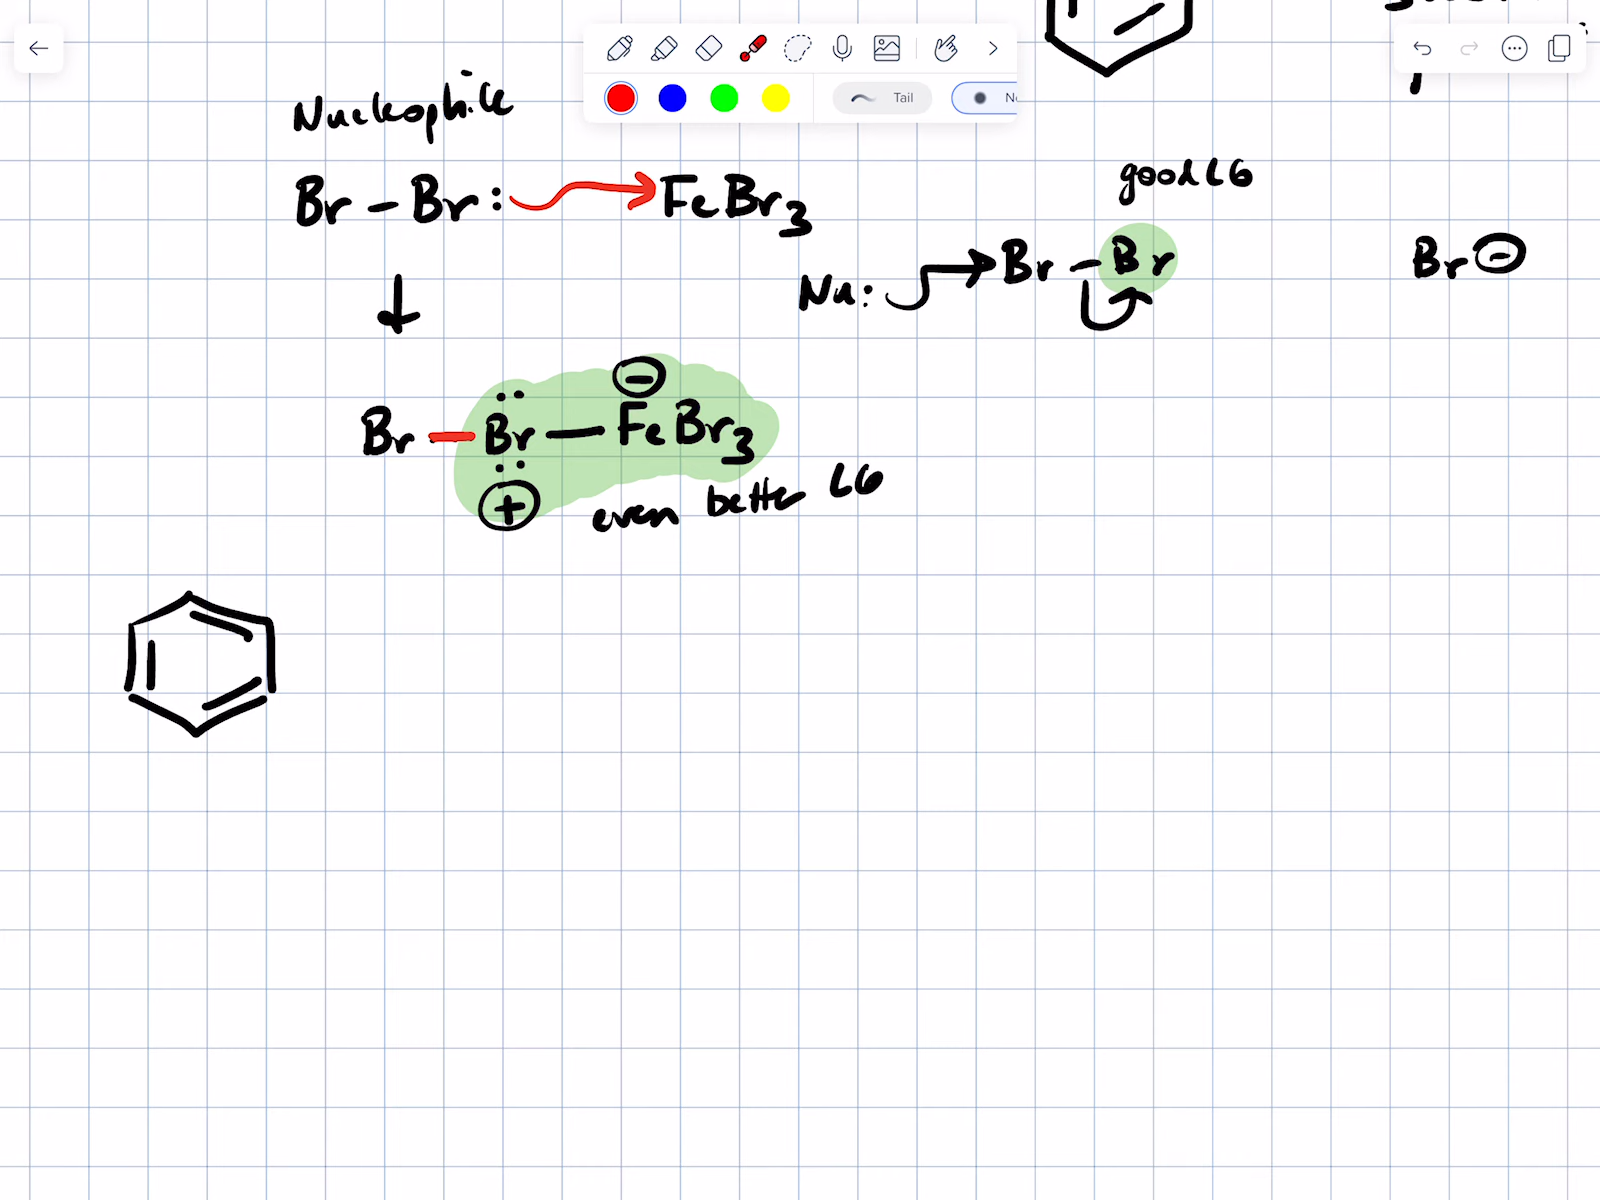 Tail
Nucleophile
Br - Br: FeBr3
good LG
Nu: Br - Br
Br ⊖
⊖
Br - Br - FeBr3
⊕
even better LG